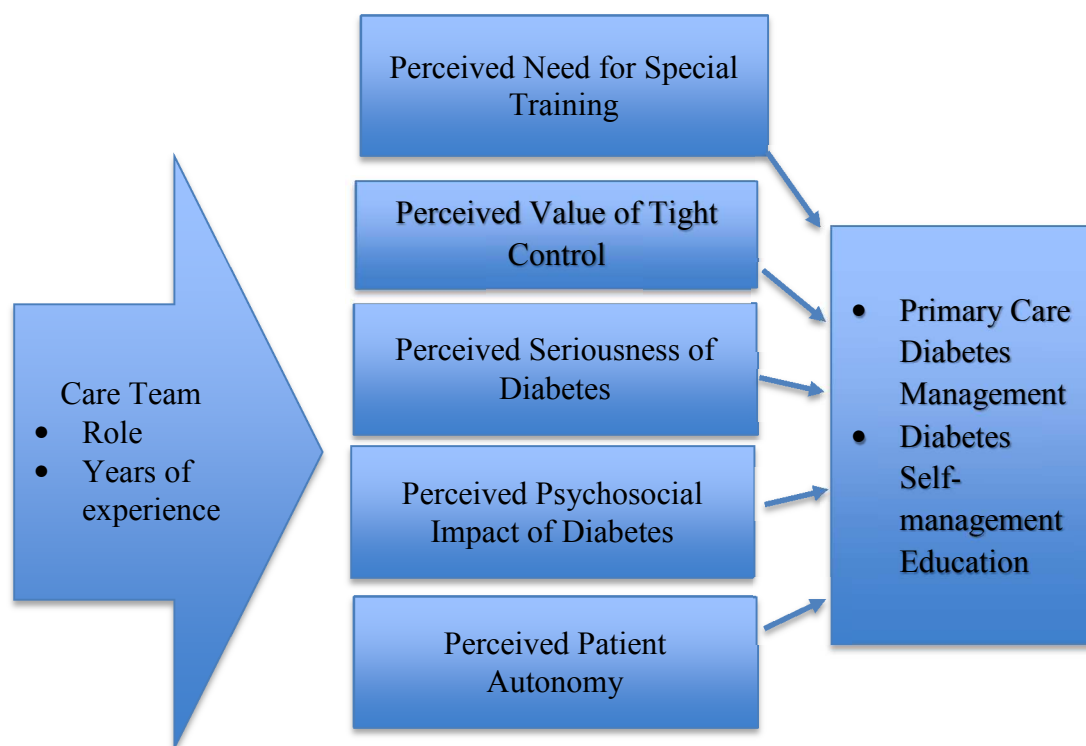 Care Team
• Role
• Years of
experience
Perceived Need for Special
Training
Perceived Value of Tight
Control
Perceived Seriousness of
Diabetes
Perceived Psychosocial
Impact of Diabetes
Perceived Patient
Autonomy
• Primary Care
Diabetes
Management
• Diabetes
Self-
management
Education